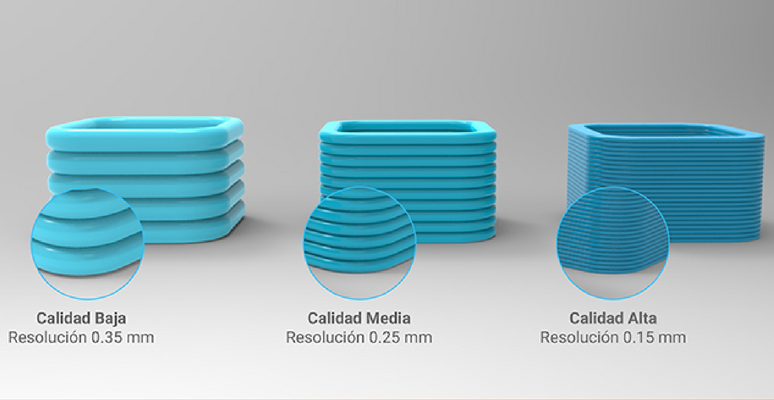 Calidad Baja
Resolución 0.35 mm
Calidad Media
Resolución 0.25 mm
Calidad Alta
Resolución 0.15 mm